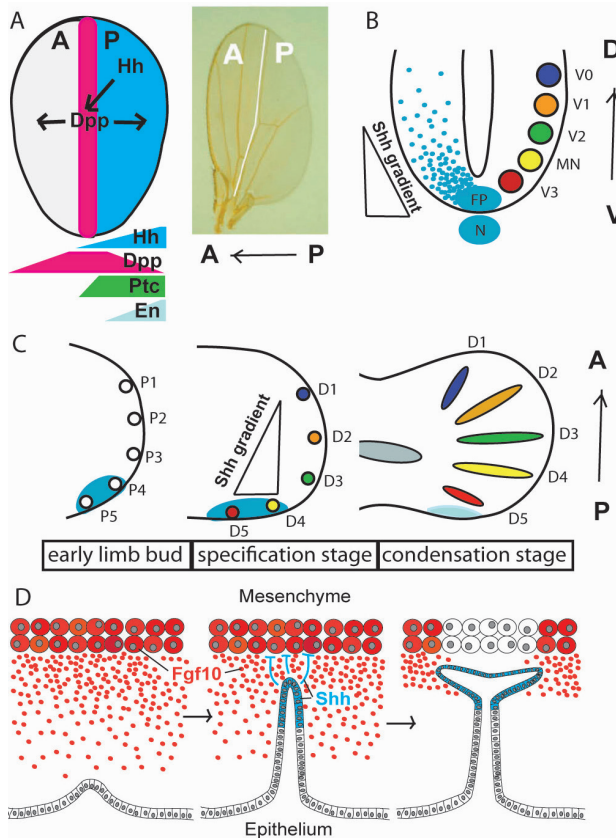 A
A P
Hh
Dpp
Hh
Dpp
Ptc
En
A P
A P
B
D
V0
V1
V2
MN
V3
Shh gradient
FP
N
V
C
P1
P2
P3
P4
P5
Shh gradient
D1
D2
D3
D4
D5
D1
D2
D3
D4
D5
A
P
early limb bud specification stage condensation stage
D
Mesenchyme
Fgf10
Shh
Epithelium